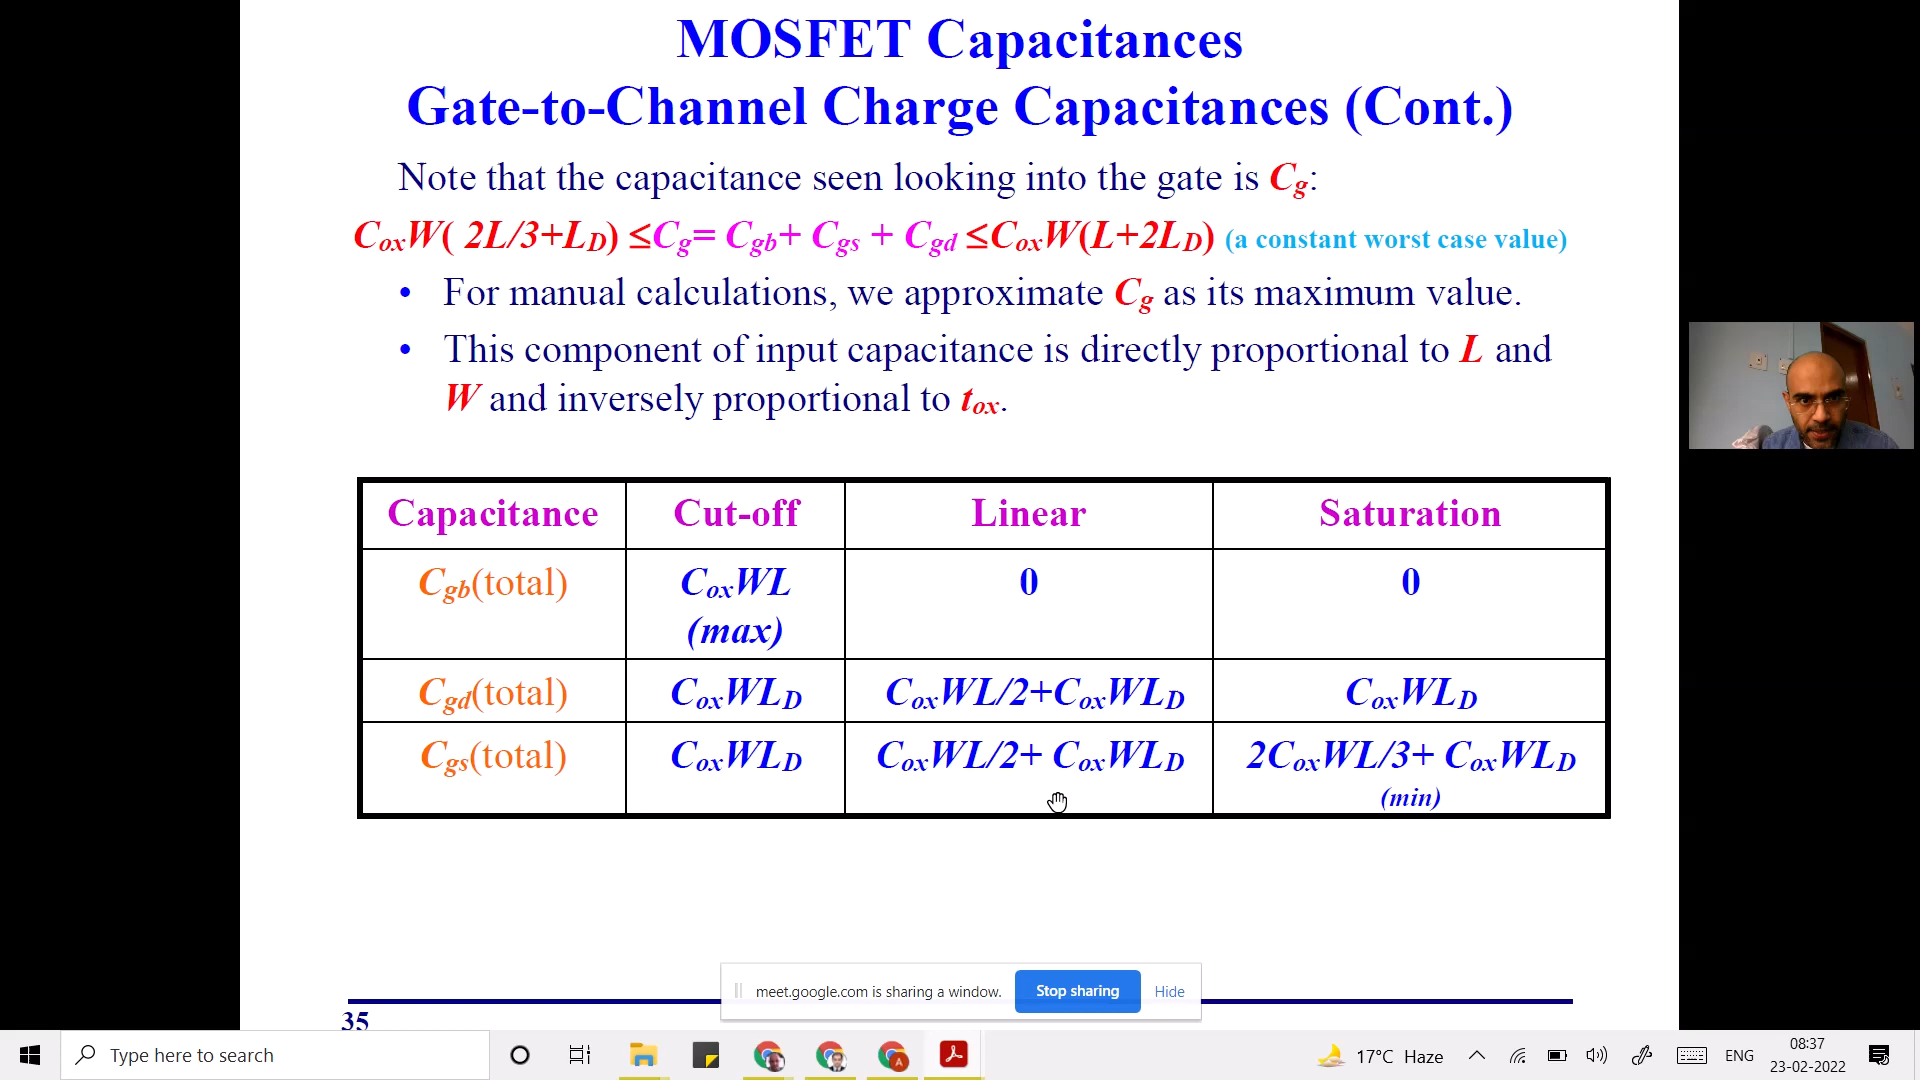 MOSFET Capacitances
Gate-to-Channel Charge Capacitances (Cont.)
Note that the capacitance seen looking into the gate is Cg:
CoxW( 2L/3+LD) ≤Cg= Cgb+ Cgs + Cgd ≤CoxW(L+2LD) (a constant worst case value)
• For manual calculations, we approximate Cg as its maximum value.
• This component of input capacitance is directly proportional to L and
W and inversely proportional to tox.
Capacitance Cut-off Linear Saturation
Cgb(total) CoxWL 0 0
(max)
Cgd(total) CoxWLD CoxWL/2+CoxWLD CoxWLD
Cgs(total) CoxWLD CoxWL/2+ CoxWLD 2CoxWL/3+ CoxWLD
(min)
meet.google.com is sharing a window. Stop sharing Hide
35
Type here to search
17°C Haze
ENG
08:37
23-02-2022